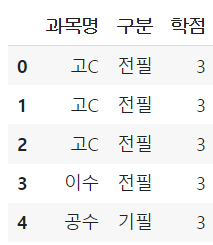 과목명 구분 학점
0 고C 전필 3
1 고C 전필 3
2 고C 전필 3
3 이수 전필 3
4 공수 기필 3